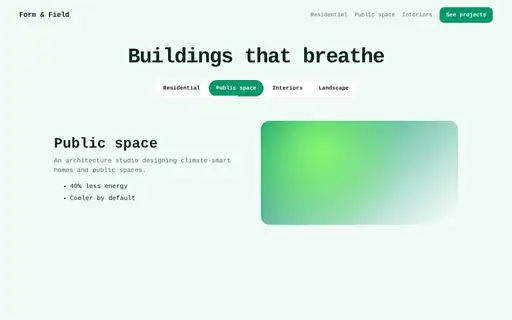 Form & Field
Residential Public space Interiors See projects
Buildings that breathe
Residential Public space Interiors Landscape
Public space
An architecture studio designing climate-smart
homes and public spaces.
• 40% less energy
• Cooler by default